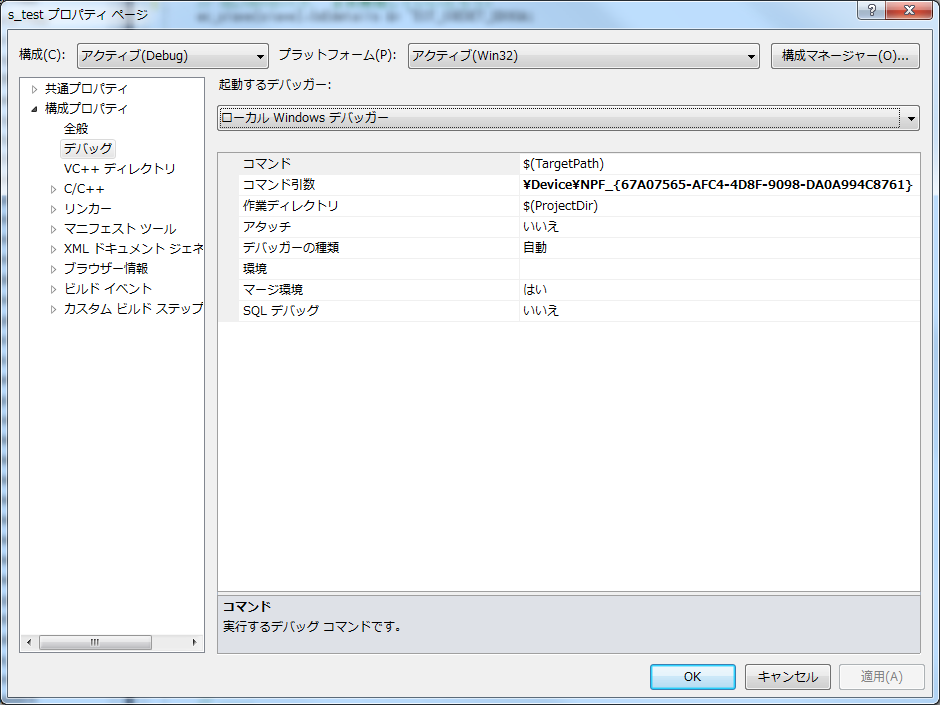 s_test プロパティ ページ
構成(C): アクティブ(Debug) プラットフォーム(P): アクティブ(Win32) 構成マネージャー(O)...
共通プロパティ
構成プロパティ
全般
デバッグ
VC++ ディレクトリ
C/C++
リンカー
マニフェスト ツール
XML ドキュメント ジェネ
ブラウザー情報
ビルド イベント
カスタム ビルド ステップ
起動するデバッガー:
ローカル Windows デバッガー
コマンド $(TargetPath)
コマンド引数 ¥Device¥NPF_{67A07565-AFC4-4D8F-9098-DA0A994C8761}
作業ディレクトリ $(ProjectDir)
アタッチ いいえ
デバッガーの種類 自動
環境
マージ環境 はい
SQL デバッグ いいえ
コマンド
実行するデバッグ コマンドです。
OK キャンセル 適用(A)